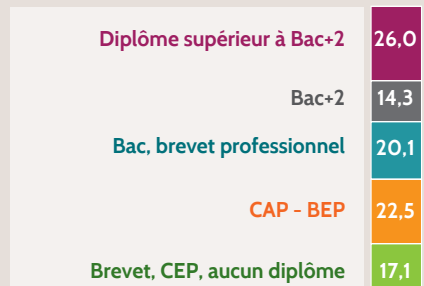 Diplôme supérieur à Bac+2 26,0
Bac+2 14,3
Bac, brevet professionnel 20,1
CAP - BEP 22,5
Brevet, CEP, aucun diplôme 17,1